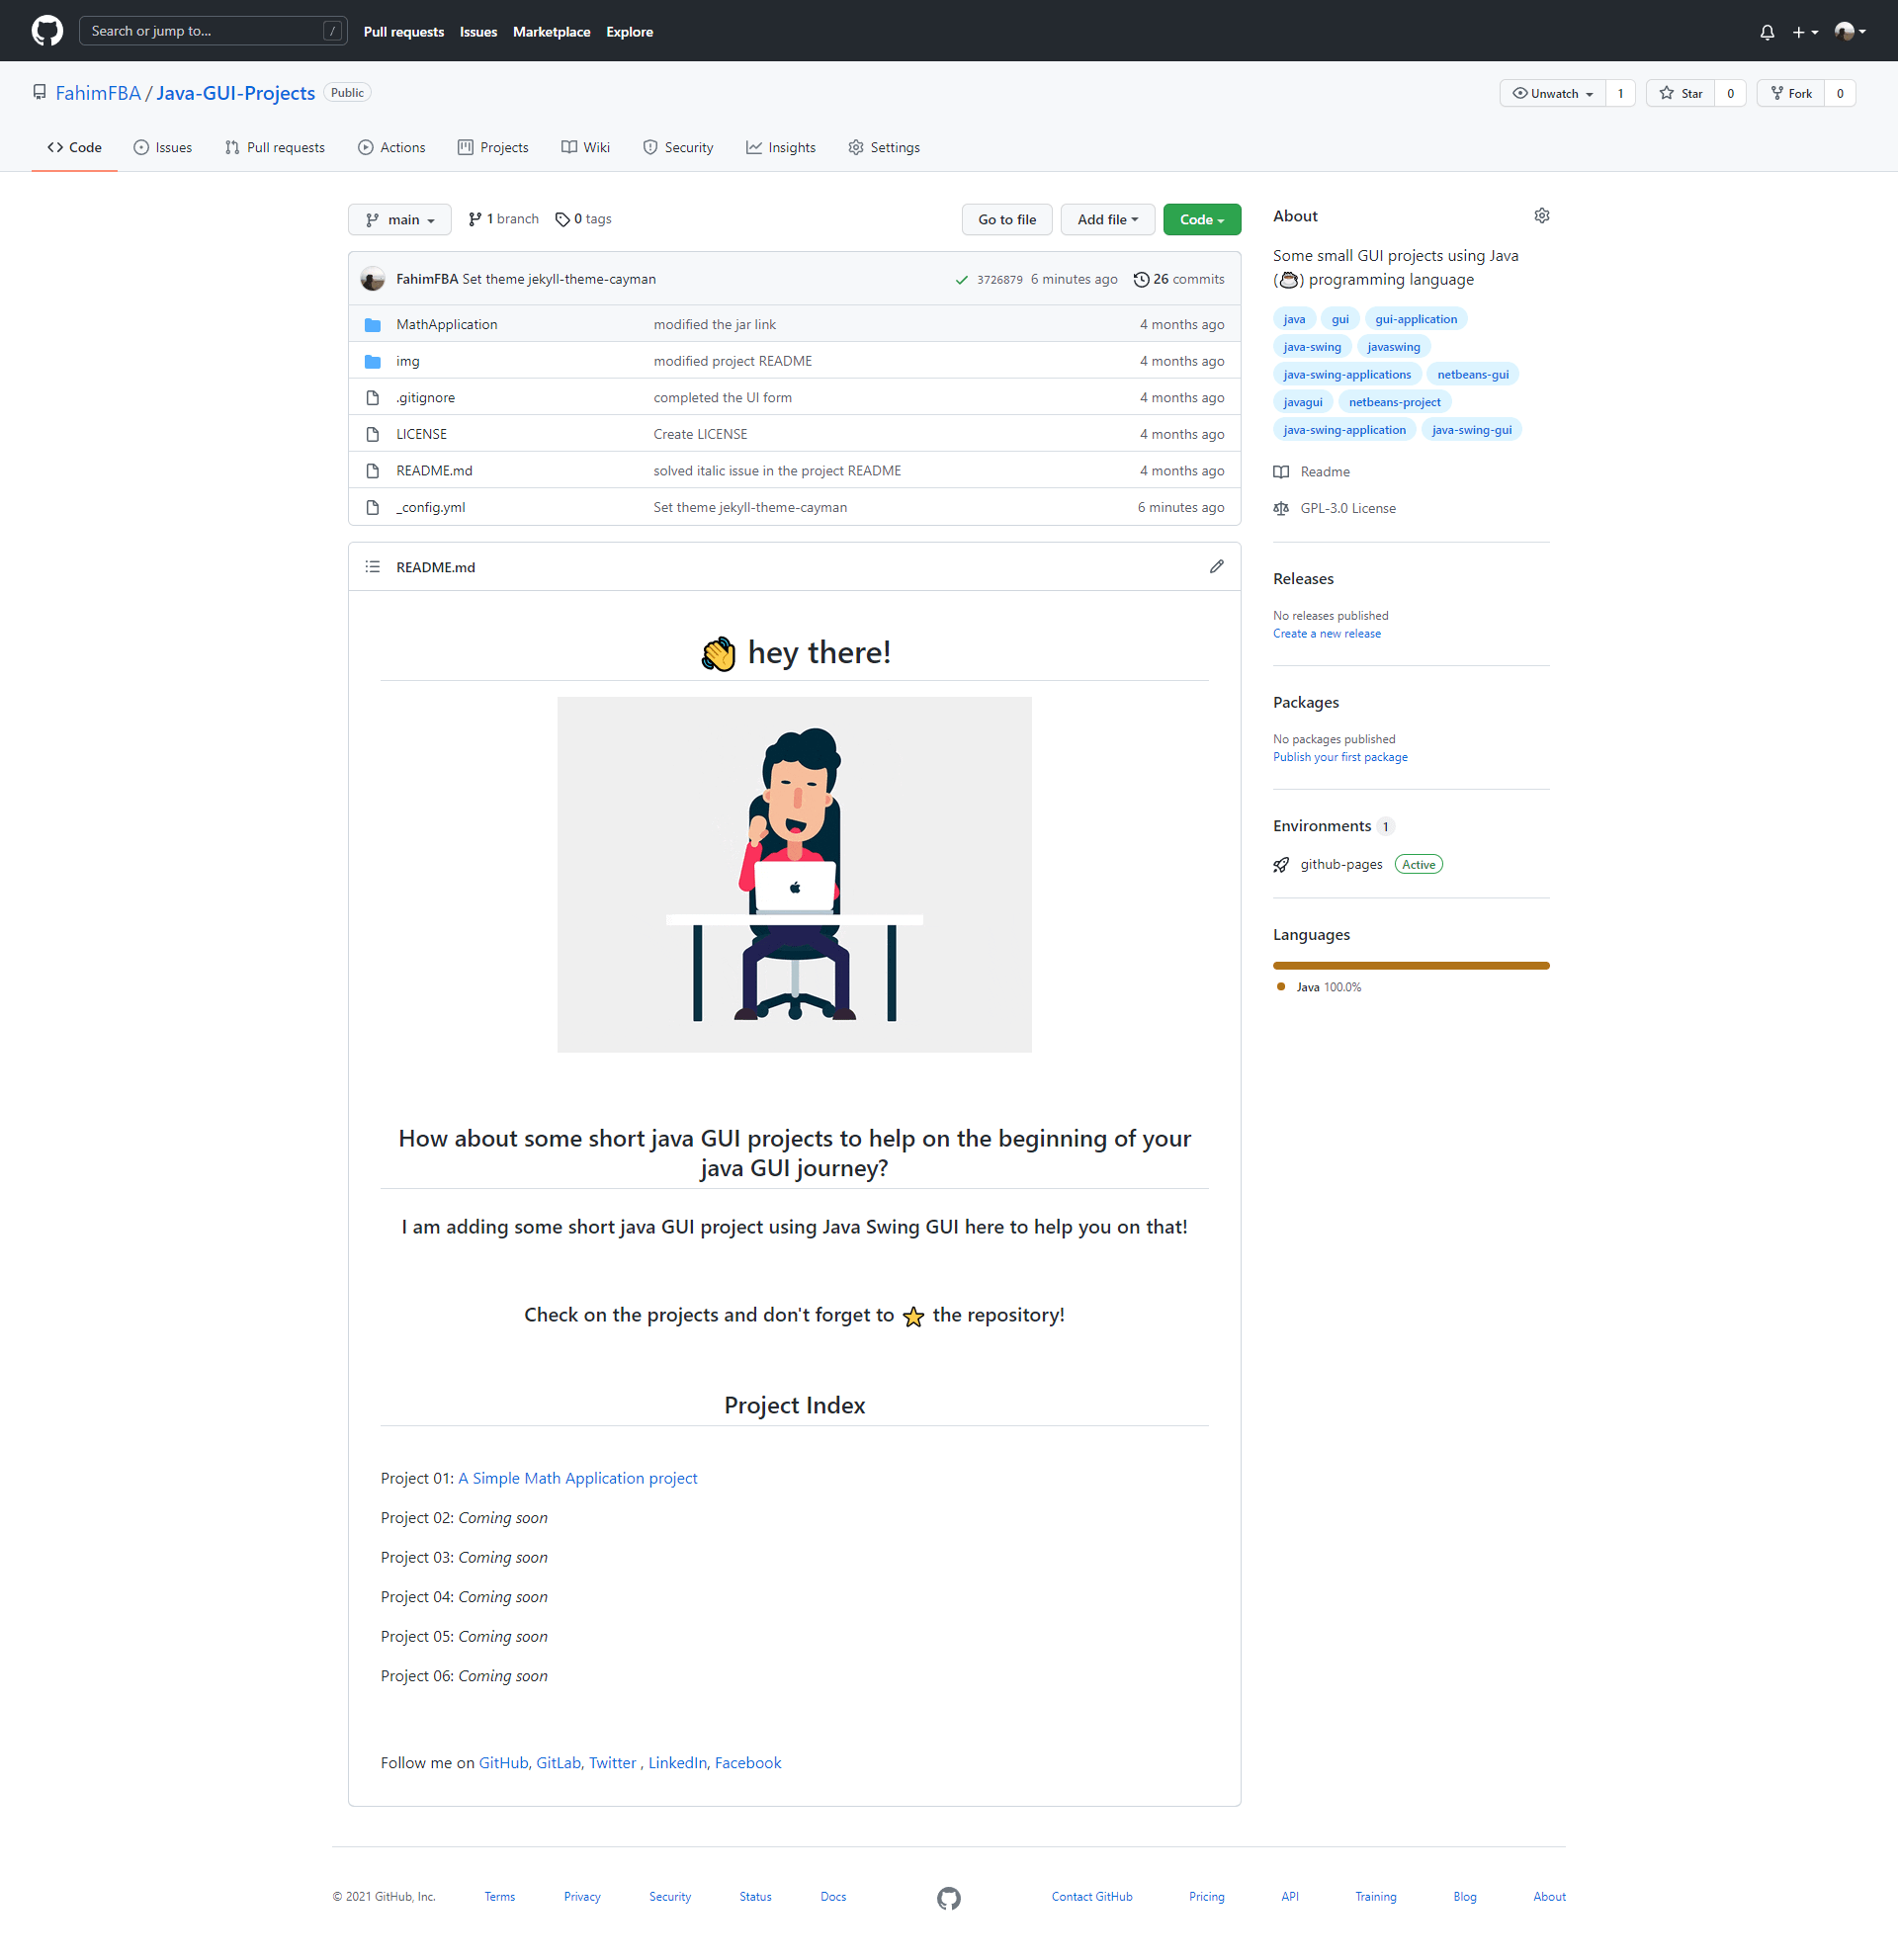 Search or jump to... /
Pull requests Issues Marketplace Explore
FahimFBA / Java-GUI-Projects Public
Unwatch 1 Star 0 Fork 0
Code Issues Pull requests Actions Projects Wiki Security Insights Settings
main 1 branch 0 tags Go to file Add file Code
FahimFBA Set theme jekyll-theme-cayman 3726879 6 minutes ago 26 commits
MathApplication modified the jar link 4 months ago
img modified project README 4 months ago
.gitignore completed the UI form 4 months ago
LICENSE Create LICENSE 4 months ago
README.md solved italic issue in the project README 4 months ago
_config.yml Set theme jekyll-theme-cayman 6 minutes ago
README.md
👋 hey there!
How about some short java GUI projects to help on the beginning of your
java GUI journey?
I am adding some short java GUI project using Java Swing GUI here to help you on that!
Check on the projects and don't forget to ⭐ the repository!
Project Index
Project 01: A Simple Math Application project
Project 02: Coming soon
Project 03: Coming soon
Project 04: Coming soon
Project 05: Coming soon
Project 06: Coming soon
Follow me on GitHub, GitLab, Twitter , LinkedIn, Facebook
About
Some small GUI projects using Java
(☕) programming language
java gui gui-application
java-swing javaswing
java-swing-applications netbeans-gui
javagui netbeans-project
java-swing-application java-swing-gui
Readme
GPL-3.0 License
Releases
No releases published
Create a new release
Packages
No packages published
Publish your first package
Environments 1
github-pages Active
Languages
Java 100.0%
© 2021 GitHub, Inc. Terms Privacy Security Status Docs Contact GitHub Pricing API Training Blog About